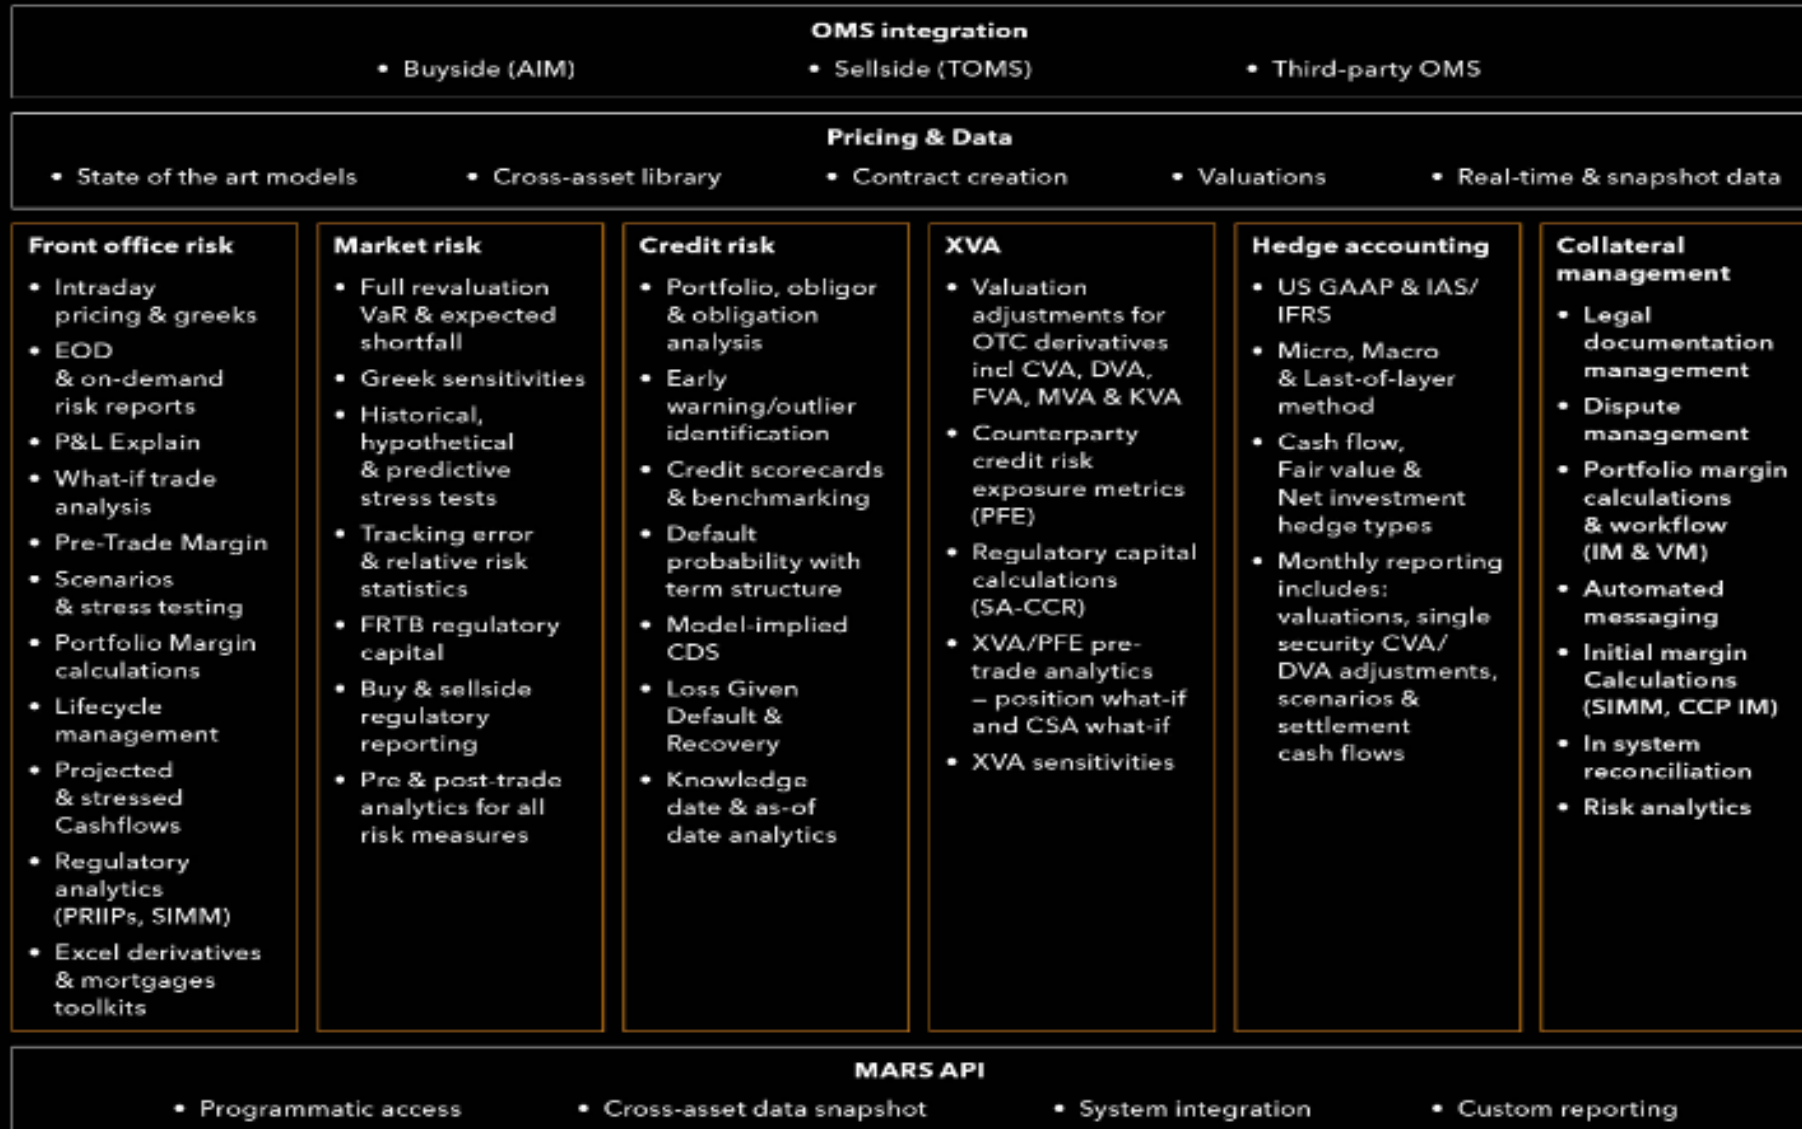 OMS integration
• Buyside (AIM) • Sellside (TOMS) • Third-party OMS
Pricing & Data
• State of the art models • Cross-asset library • Contract creation • Valuations • Real-time & snapshot data
Front office risk
• Intraday
pricing & greeks
• EOD
& on-demand
risk reports
• P&L Explain
• What-if trade
analysis
• Pre-Trade Margin
• Scenarios
& stress testing
• Portfolio Margin
calculations
• Lifecycle
management
• Projected
& stressed
Cashflows
• Regulatory
analytics
(PRIIPs, SIMM)
• Excel derivatives
& mortgages
toolkits
Market risk
• Full revaluation
VaR & expected
shortfall
• Greek sensitivities
• Historical,
hypothetical
& predictive
stress tests
• Tracking error
& relative risk
statistics
• FRTB regulatory
capital
• Buy & sellside
regulatory
reporting
• Pre & post-trade
analytics for all
risk measures
Credit risk
• Portfolio, obligor
& obligation
analysis
• Early
warning/outlier
identification
• Credit scorecards
& benchmarking
• Default
probability with
term structure
• Model-implied
CDS
• Loss Given
Default &
Recovery
• Knowledge
date & as-of
date analytics
XVA
• Valuation
adjustments for
OTC derivatives
incl CVA, DVA,
FVA, MVA & KVA
• Counterparty
credit risk
exposure metrics
(PFE)
• Regulatory capital
calculations
(SA-CCR)
• XVA/PFE pre-
trade analytics
– position what-if
and CSA what-if
• XVA sensitivities
Hedge accounting
• US GAAP & IAS/
IFRS
• Micro, Macro
& Last-of-layer
method
• Cash flow,
Fair value &
Net investment
hedge types
• Monthly reporting
includes:
valuations, single
security CVA/
DVA adjustments,
scenarios &
settlement
cash flows
Collateral
management
• Legal
documentation
management
• Dispute
management
• Portfolio margin
calculations
& workflow
(IM & VM)
• Automated
messaging
• Initial margin
Calculations
(SIMM, CCP IM)
• In system
reconciliation
• Risk analytics
MARS API
• Programmatic access • Cross-asset data snapshot • System integration • Custom reporting